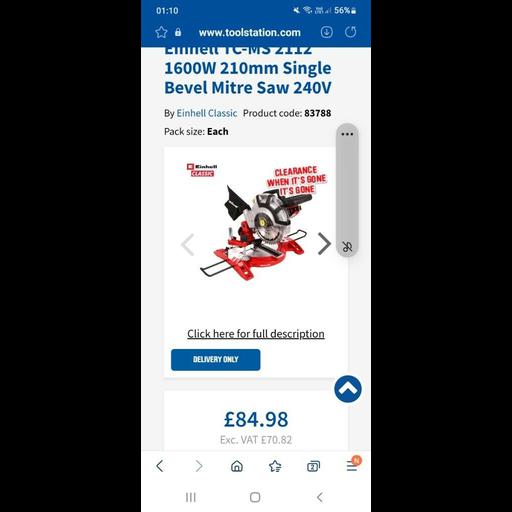 01:10
56%
www.toolstation.com
Einhell TC-MS 2112
1600W 210mm Single
Bevel Mitre Saw 240V
By Einhell Classic Product code: 83788
Pack size: Each
Einhell
CLASSIC
CLEARANCE
WHEN IT'S GONE
IT'S GONE
Click here for full description
DELIVERY ONLY
£84.98
Exc. VAT £70.82
2
N